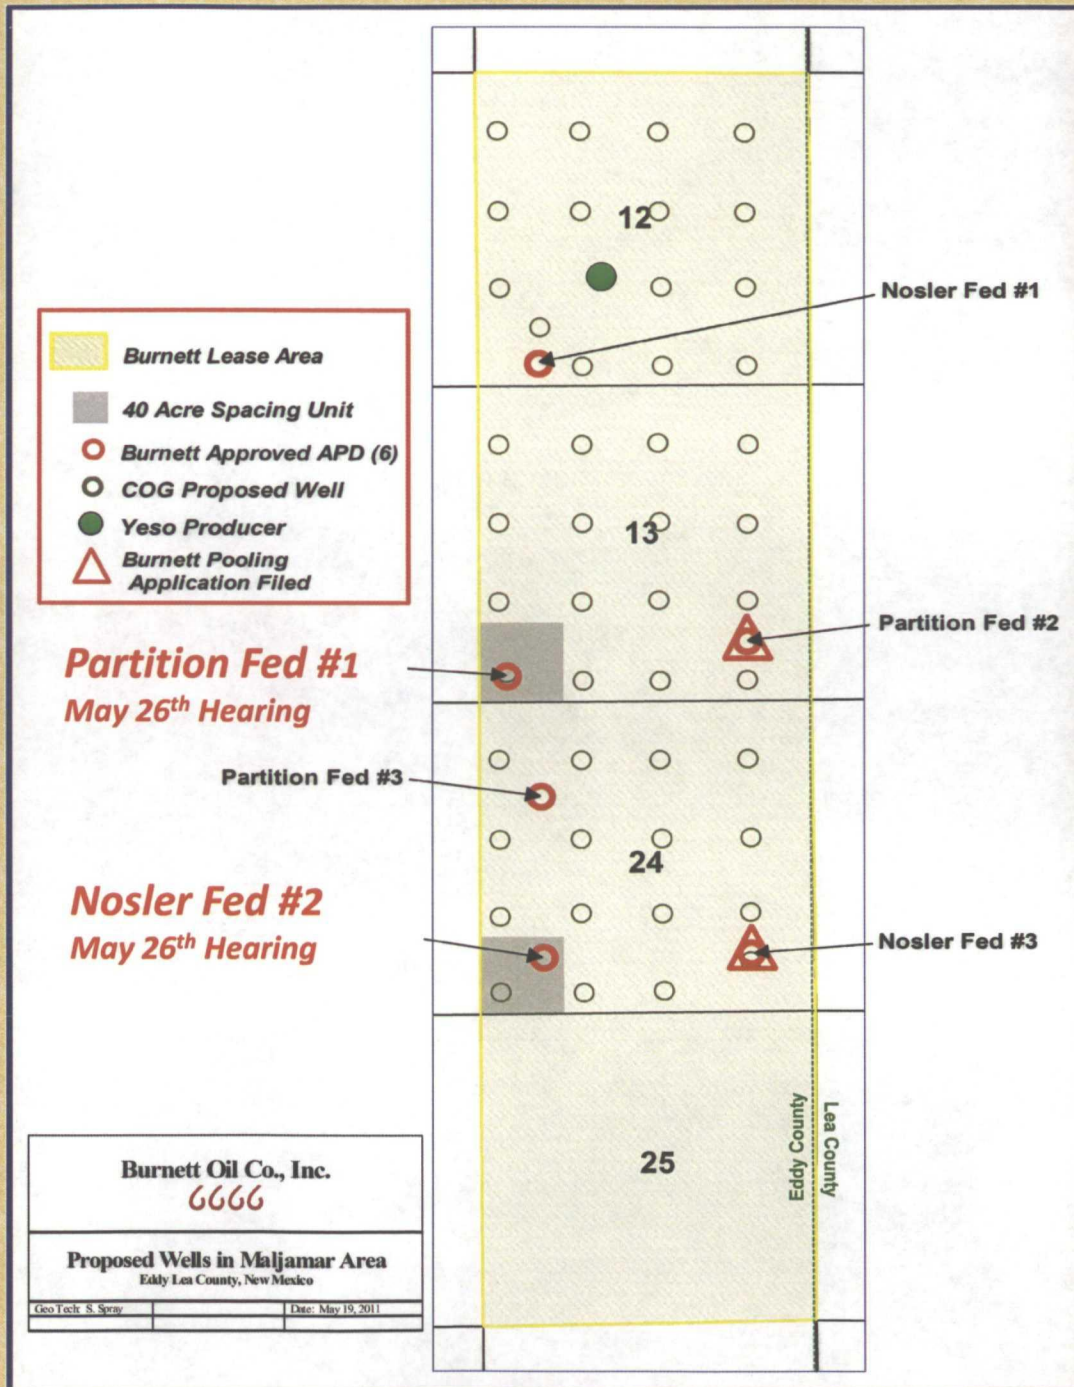 12
Nosler Fed #1
Burnett Lease Area
40 Acre Spacing Unit
Burnett Approved APD (6)
COG Proposed Well
Yeso Producer
Burnett Pooling
Application Filed
13
Partition Fed #2
Partition Fed #1
May 26th Hearing
Partition Fed #3
24
Nosler Fed #2
May 26th Hearing
Nosler Fed #3
25
Eddy County
Lea County
Burnett Oil Co., Inc.
6666
Proposed Wells in Maljamar Area
Eddy Lea County, New Mexico
Geo Tech: S. Spray
Date: May 19, 2011